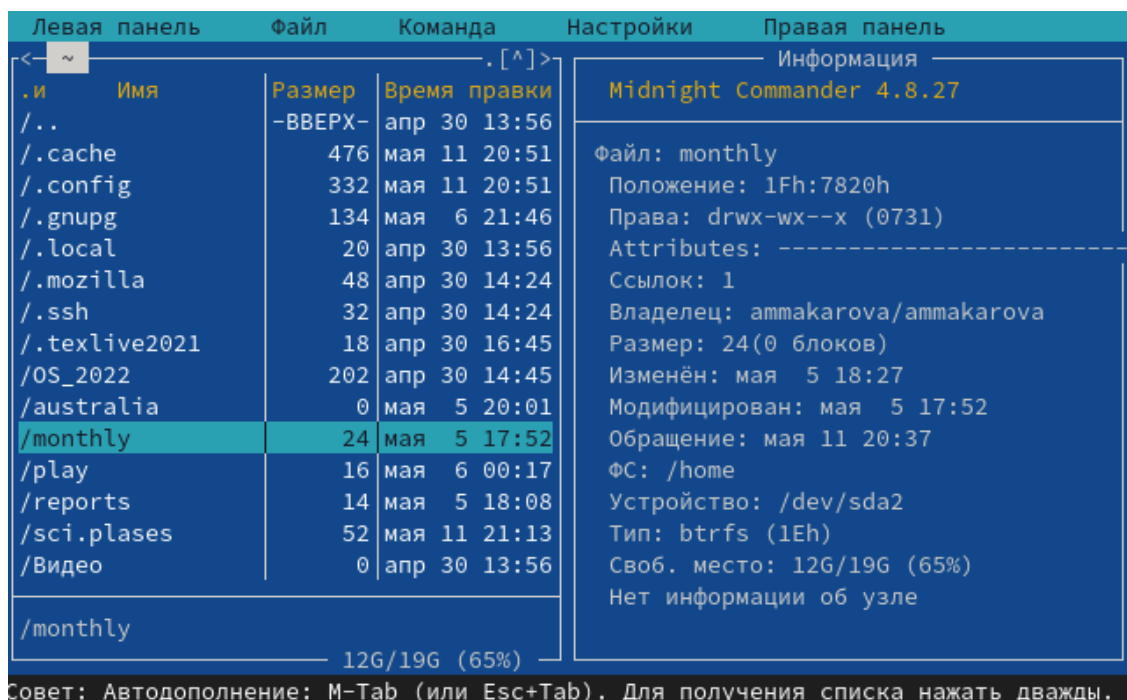 Левая панель Файл Команда Настройки Правая панель
<─ ~ .[^]>
.и Имя Размер Время правки
/.. -ВВЕРХ- апр 30 13:56
/.cache 476 мая 11 20:51
/.config 332 мая 11 20:51
/.gnupg 134 мая 6 21:46
/.local 20 апр 30 13:56
/.mozilla 48 апр 30 14:24
/.ssh 32 апр 30 14:24
/.texlive2021 18 апр 30 16:45
/OS_2022 202 апр 30 14:45
/australia 0 мая 5 20:01
/monthly 24 мая 5 17:52
/play 16 мая 6 00:17
/reports 14 мая 5 18:08
/sci.plases 52 мая 11 21:13
/Видео 0 апр 30 13:56
/monthly
12G/19G (65%)
Информация
Midnight Commander 4.8.27
Файл: monthly
Положение: 1Fh:7820h
Права: drwx-wx--x (0731)
Attributes: -------------------------
Ссылок: 1
Владелец: ammakarova/ammakarova
Размер: 24(0 блоков)
Изменён: мая 5 18:27
Модифицирован: мая 5 17:52
Обращение: мая 11 20:37
ФС: /home
Устройство: /dev/sda2
Тип: btrfs (1Eh)
Своб. место: 12G/19G (65%)
Нет информации об узле
Совет: Автодополнение: M-Tab (или Esc+Tab). Для получения списка нажать дважды.